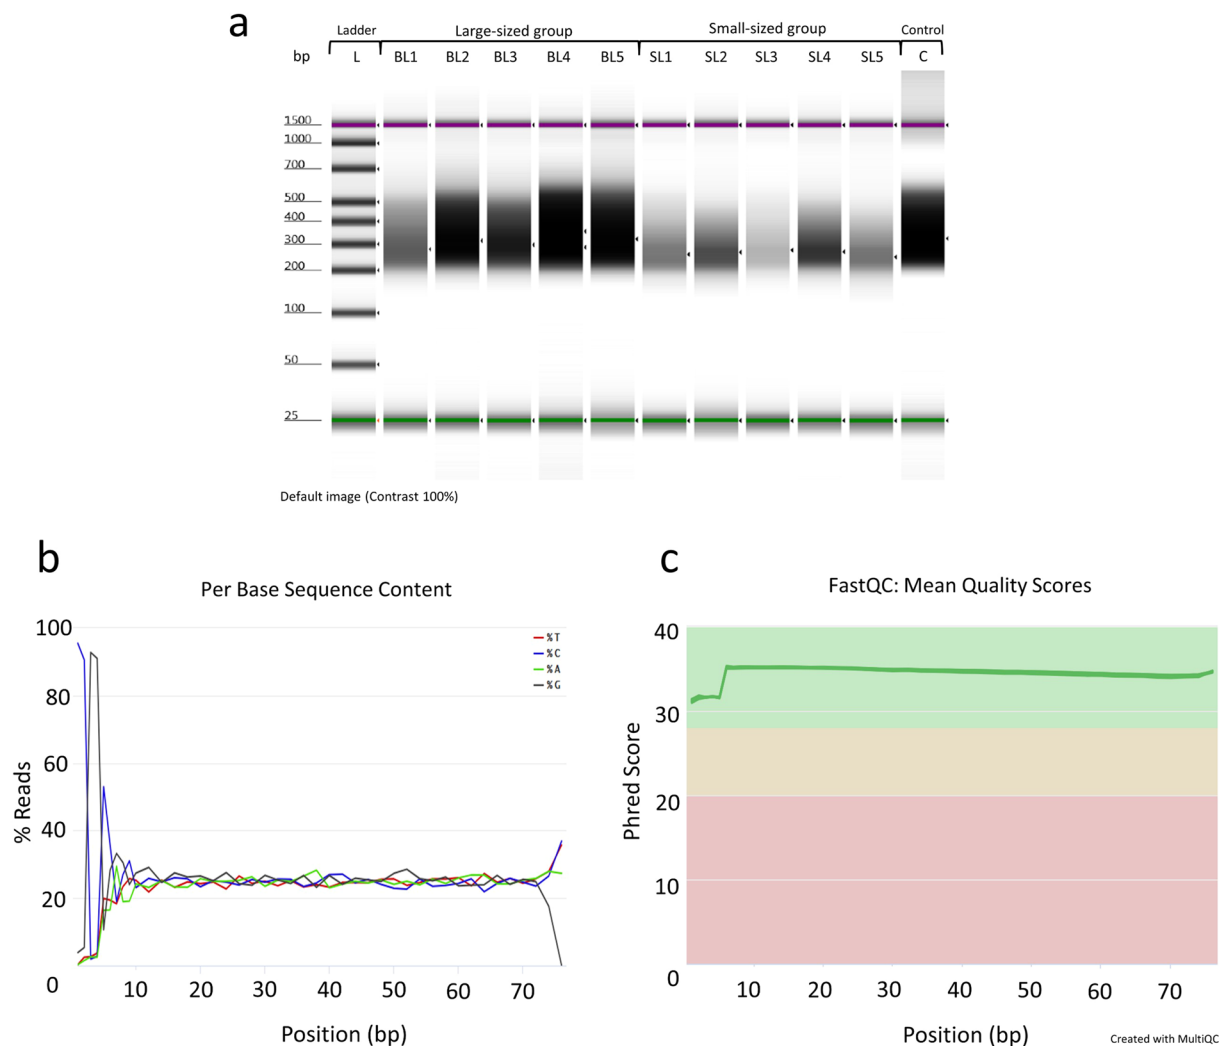 a
Ladder Large-sized group Small-sized group Control
bp L BL1 BL2 BL3 BL4 BL5 SL1 SL2 SL3 SL4 SL5 C
1500
1000
700
500
400
300
200
100
50
25
Default image (Contrast 100%)
b
Per Base Sequence Content
100
80
60
40
20
0
% Reads
%T
%C
%A
%G
10 20 30 40 50 60 70
Position (bp)
c
FastQC: Mean Quality Scores
40
30
20
10
0
Phred Score
10 20 30 40 50 60 70
Position (bp)
Created with MultiQC